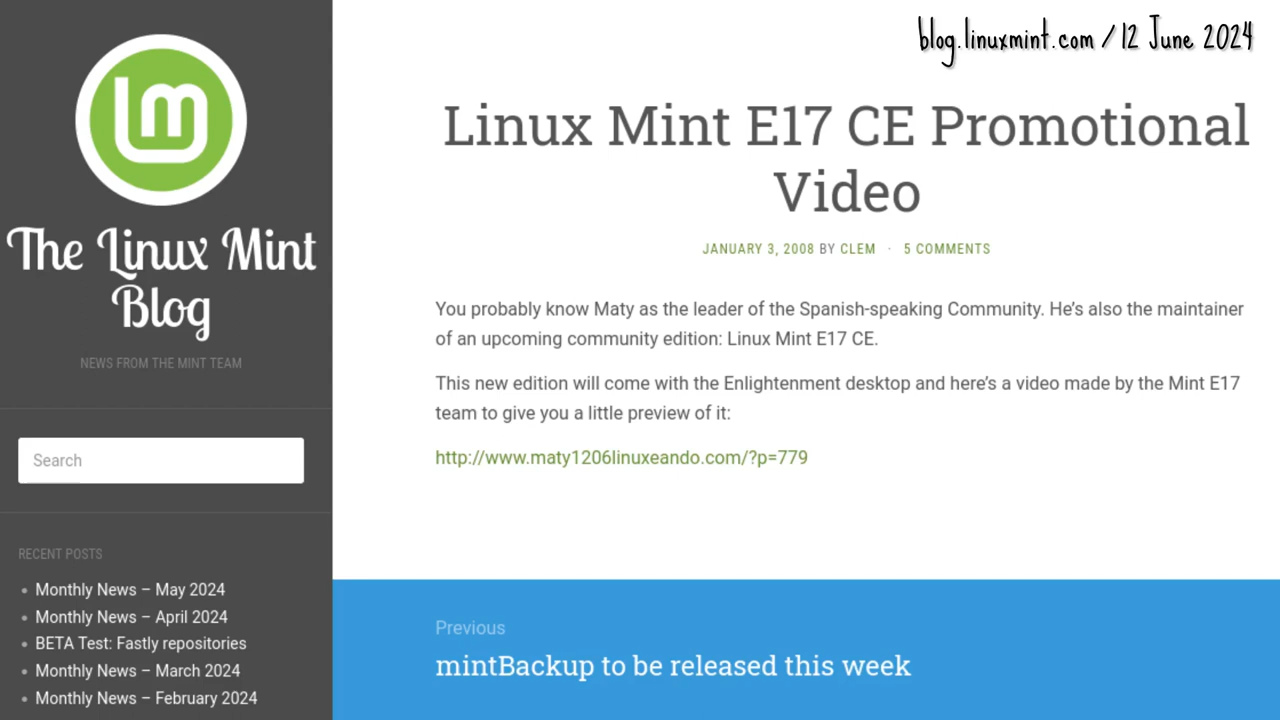 blog.linuxmint.com / 12 June 2024
lm
The Linux Mint
Blog
NEWS FROM THE MINT TEAM
Search
RECENT POSTS
Monthly News – May 2024
Monthly News – April 2024
BETA Test: Fastly repositories
Monthly News – March 2024
Monthly News – February 2024
Linux Mint E17 CE Promotional
Video
JANUARY 3, 2008 BY CLEM · 5 COMMENTS
You probably know Maty as the leader of the Spanish-speaking Community. He’s also the maintainer
of an upcoming community edition: Linux Mint E17 CE.
This new edition will come with the Enlightenment desktop and here’s a video made by the Mint E17
team to give you a little preview of it:
http://www.maty1206linuxeando.com/?p=779
Previous
mintBackup to be released this week